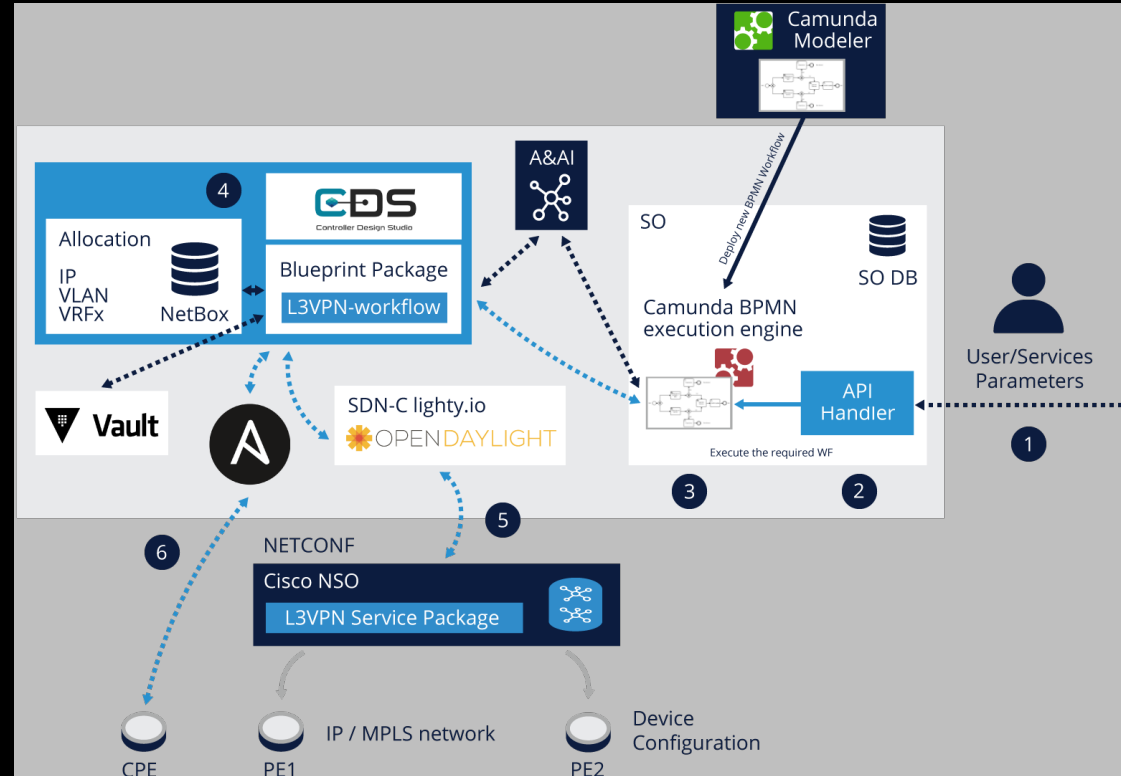 Camunda
Modeler
Deploy new BPMN Workflow
A&AI
4
CDS
Controller Design Studio
Allocation
IP
VLAN
VRFx
NetBox
Blueprint Package
L3VPN-workflow
SO
SO DB
Camunda BPMN
execution engine
API
Handler
Execute the required WF
User/Services
Parameters
1
2
3
Vault
A
SDN-C lighty.io
OPENDAYLIGHT
5
6
NETCONF
Cisco NSO
L3VPN Service Package
IP / MPLS network
Device
Configuration
CPE
PE1
PE2